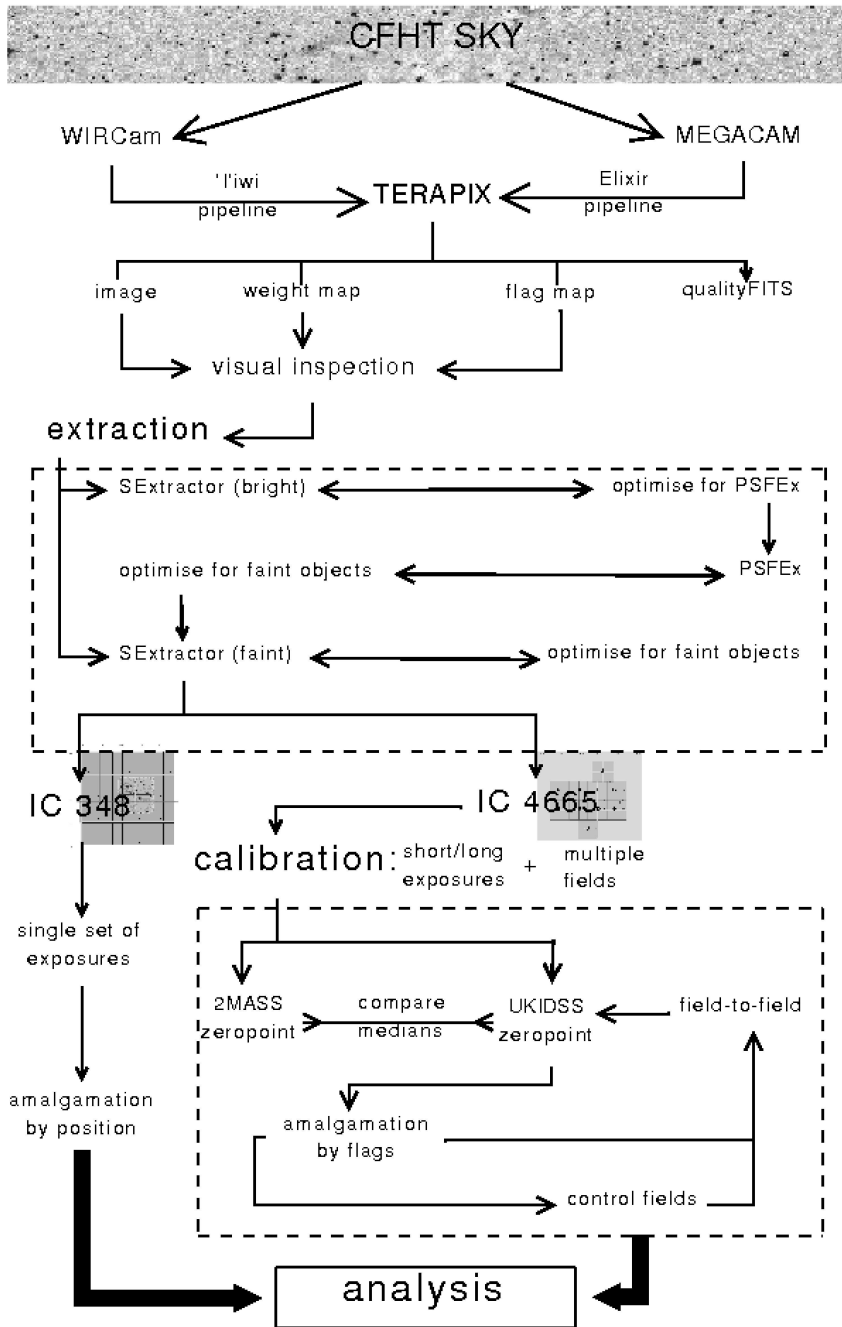 CFHT SKY
WIRCam
MEGACAM
'I'iwi
pipeline
TERAPIX
Elixir
pipeline
image
weight map
flag map
qualityFITS
visual inspection
extraction
SExtractor (bright)
optimise for PSFEx
optimise for faint objects
PSFEx
SExtractor (faint)
optimise for faint objects
IC 348
IC 4665
calibration:
short/long
exposures
+
multiple
fields
single set of
exposures
2MASS
zeropoint
compare
medians
UKIDSS
zeropoint
field-to-field
amalgamation
by position
amalgamation
by flags
control fields
analysis